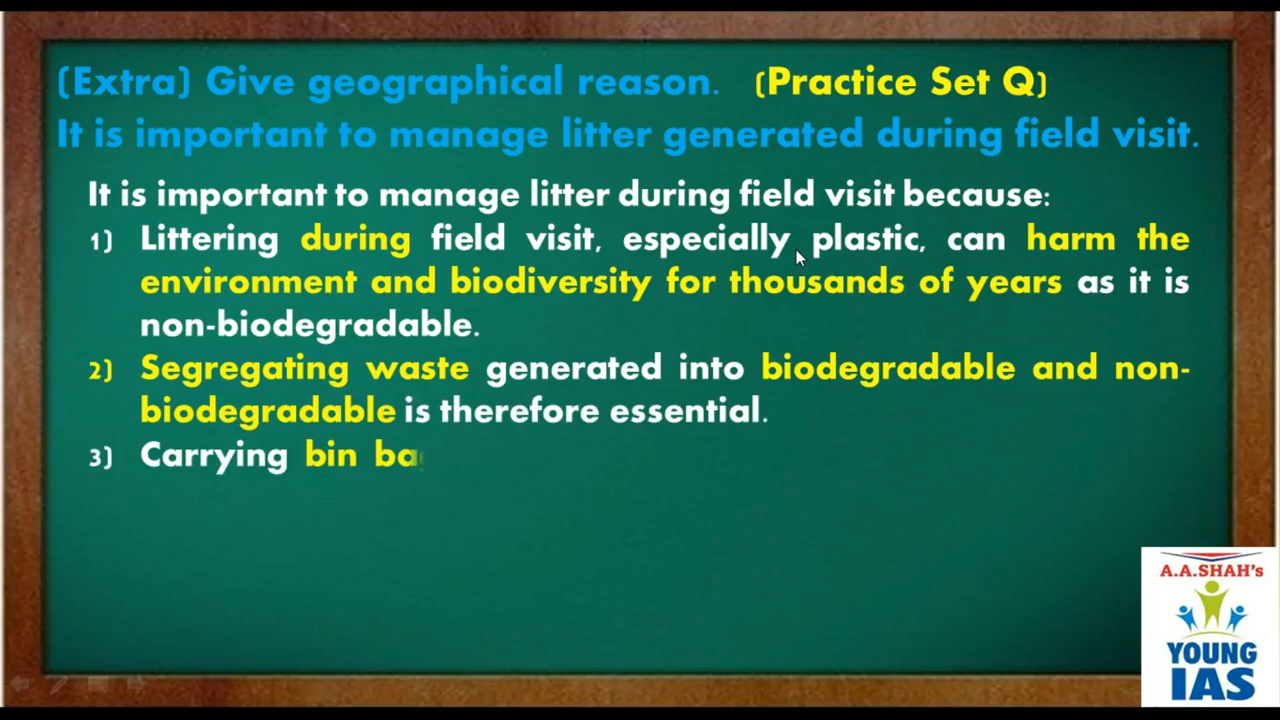 (Extra) Give geographical reason. (Practice Set Q)
It is important to manage litter generated during field visit.
It is important to manage litter during field visit because:
1) Littering during field visit, especially plastic, can harm the
environment and biodiversity for thousands of years as it is
non-biodegradable.
2) Segregating waste generated into biodegradable and non-
biodegradable is therefore essential.
3) Carrying bin
A.A.SHAH's
YOUNG
IAS